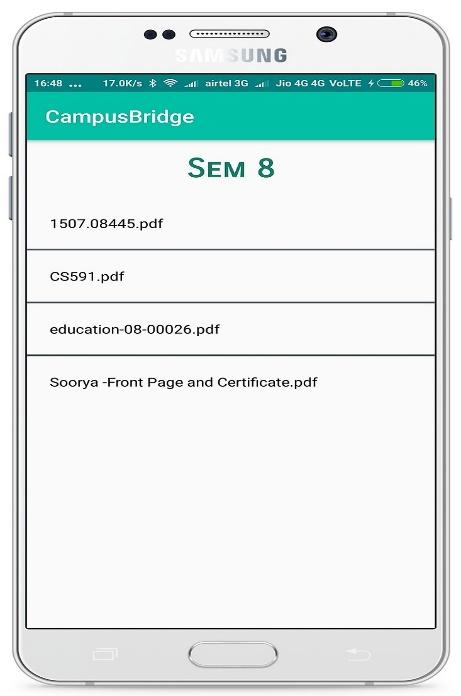 SAMSUNG
16:48 ... 17.0K/s airtel 3G Jio 4G 4G VoLTE 46%
CampusBridge
SEM 8
1507.08445.pdf
CS591.pdf
education-08-00026.pdf
Soorya -Front Page and Certificate.pdf